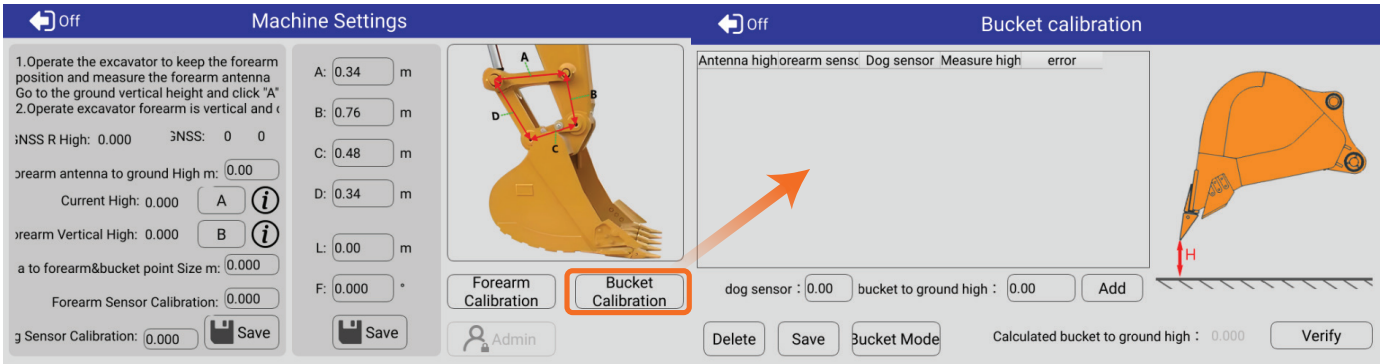 Off
Machine Settings
1.Operate the excavator to keep the forearm
position and measure the forearm antenna
Go to the ground vertical height and click "A"
2.Operate excavator forearm is vertical and
R High: 0.000
0 0
antenna to ground High m: 0.00
Current High: 0.000 A i
Vertical High: 0.000 B i
a to forearm&bucket point Size m: 0.000
Forearm Sensor Calibration: 0.000
Sensor Calibration: 0.000 Save
A: 0.34 m
B: 0.76 m
C: 0.48 m
D: 0.34 m
L: 0.00 m
F: 0.000 °
Save
A
B
D
C
Forearm
Calibration
Bucket
Calibration
Admin
Off
Bucket calibration
Antenna high Dog sensor Measure high error
H
dog sensor : 0.00 bucket to ground high : 0.00 Add
Delete Save Bucket Mode Calculated bucket to ground high : 0.000 Verify